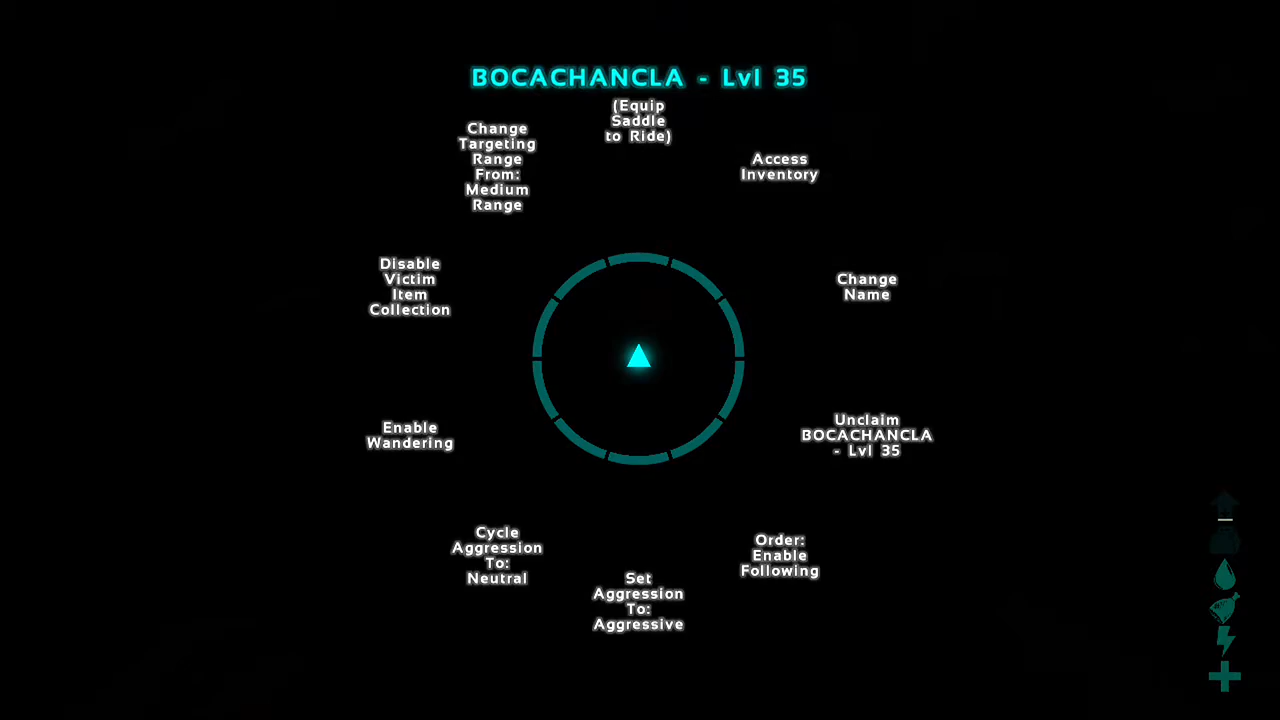 BOCACHANCLA - Lvl 35
(Equip
Saddle
to Ride)
Access
Inventory
Change
Name
Unclaim
BOCACHANCLA
- Lvl 35
Order:
Enable
Following
Set
Aggression
To:
Aggressive
Cycle
Aggression
To:
Neutral
Enable
Wandering
Disable
Victim
Item
Collection
Change
Targeting
Range
From:
Medium
Range